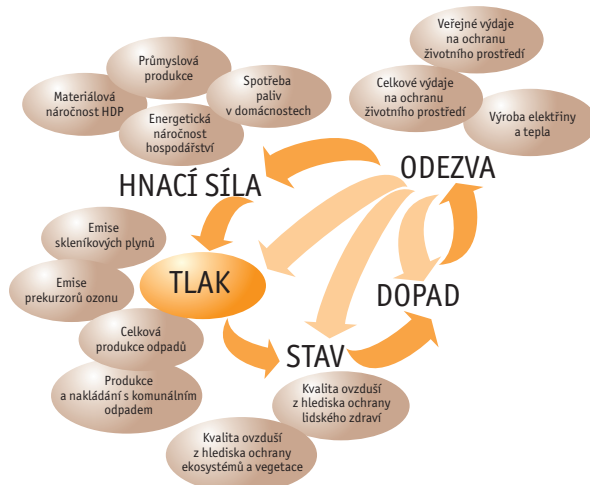 Veřejné výdaje
na ochranu
životního prostředí
Průmyslová
produkce
Spotřeba
paliv
v domácnostech
Celkové výdaje
na ochranu
životního prostředí
Materiálová
náročnost HDP
Energetická
náročnost
hospodářství
Výroba elektřiny
a tepla
ODEZVA
HNACÍ SÍLA
Emise
skleníkových plynů
TLAK
Emise
prekurzorů ozonu
DOPAD
Celková
produkce odpadů
STAV
Produkce
a nakládání s komunálním
odpadem
Kvalita ovzduší
z hlediska ochrany
lidského zdraví
Kvalita ovzduší
z hlediska ochrany
ekosystémů a vegetace